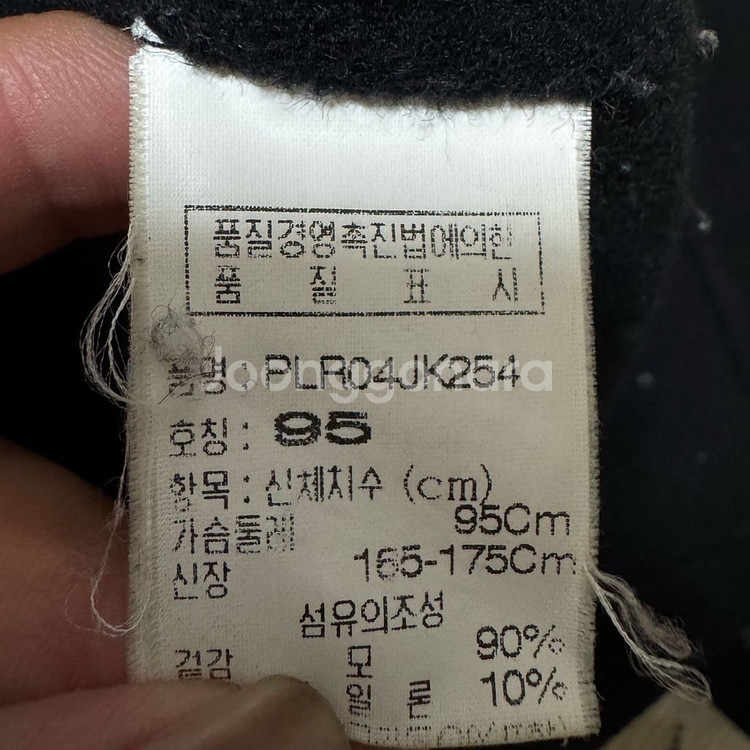 품질경영촉진법에의한
품 질 표 시
품명 : PLR04JK254
joonggonara
호칭 : 95
항목 : 신체치수 (cm)
가슴둘레 95Cm
신장 165-175Cm
섬유의조성
겉감 모 90%
일 론 10%